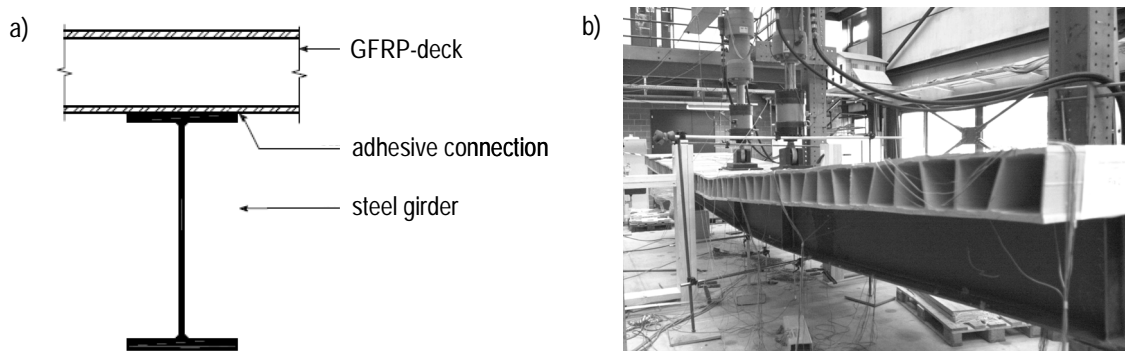 a)
GFRP-deck
adhesive connection
steel girder
b)